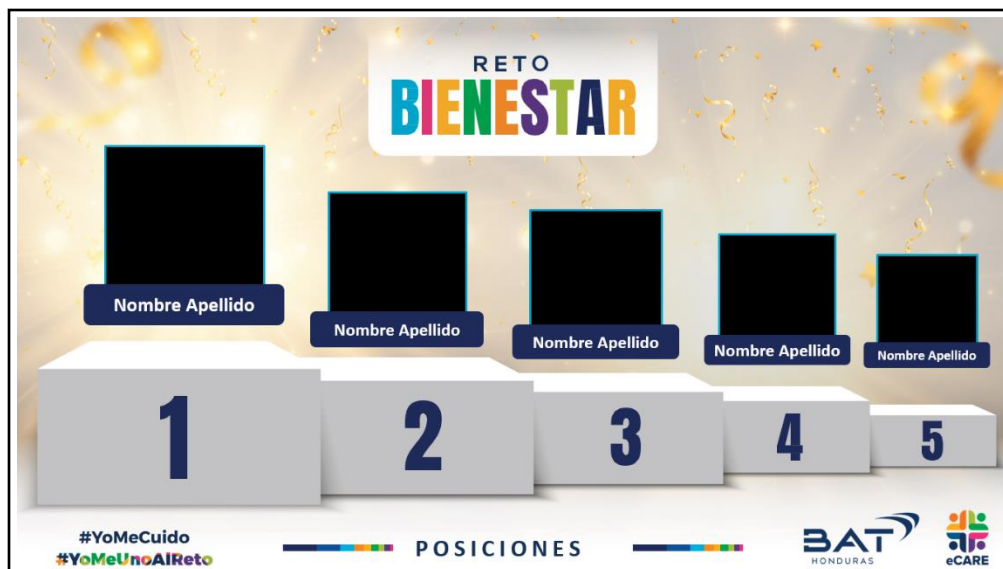 RETO
BIENESTAR
Nombre Apellido
Nombre Apellido
Nombre Apellido
Nombre Apellido
Nombre Apellido
1
2
3
4
5
#YoMeCuido
#YoMeUnoAlReto
POSICIONES
BAT
HONDURAS
eCARE